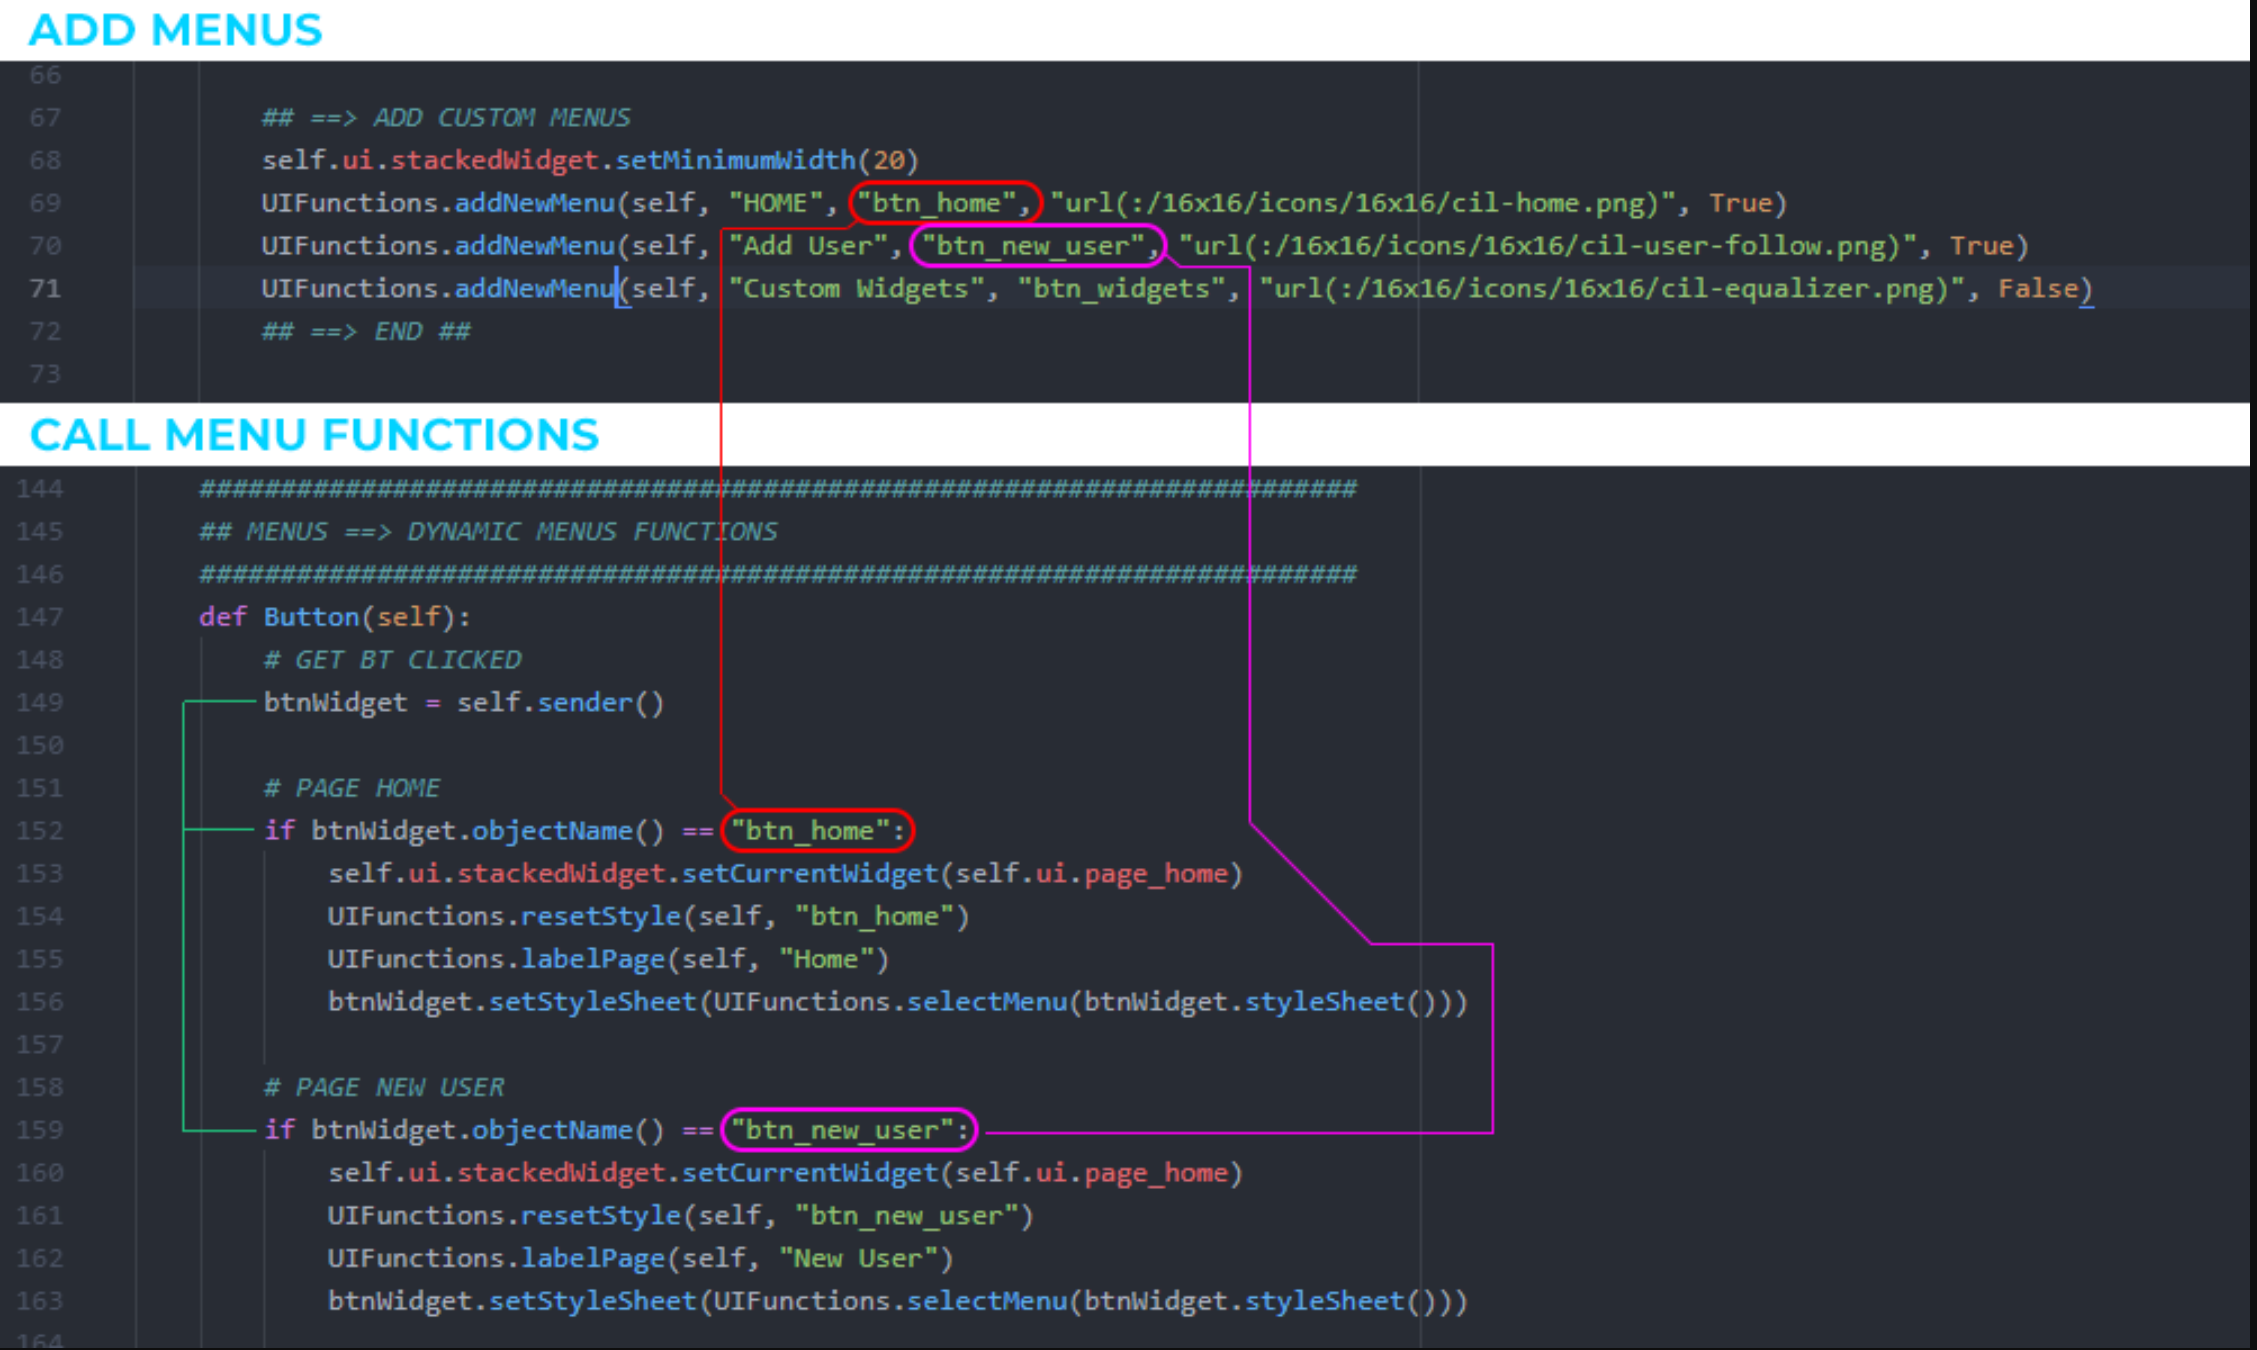 ADD MENUS
66
67 ## ==> ADD CUSTOM MENUS
68 self.ui.stackedWidget.setMinimumWidth(20)
69 UIFunctions.addNewMenu(self, "HOME", "btn_home", "url(:/16x16/icons/16x16/cil-home.png)", True)
70 UIFunctions.addNewMenu(self, "Add User", "btn_new_user", "url(:/16x16/icons/16x16/cil-user-follow.png)", True)
71 UIFunctions.addNewMenu(self, "Custom Widgets", "btn_widgets", "url(:/16x16/icons/16x16/cil-equalizer.png)", False)
72 ## ==> END ##
73
CALL MENU FUNCTIONS
144 ########################################################################
145 ## MENUS ==> DYNAMIC MENUS FUNCTIONS
146 ########################################################################
147 def Button(self):
148 # GET BT CLICKED
149 btnWidget = self.sender()
150
151 # PAGE HOME
152 if btnWidget.objectName() == "btn_home":
153 self.ui.stackedWidget.setCurrentWidget(self.ui.page_home)
154 UIFunctions.resetStyle(self, "btn_home")
155 UIFunctions.labelPage(self, "Home")
156 btnWidget.setStyleSheet(UIFunctions.selectMenu(btnWidget.styleSheet()))
157
158 # PAGE NEW USER
159 if btnWidget.objectName() == "btn_new_user":
160 self.ui.stackedWidget.setCurrentWidget(self.ui.page_home)
161 UIFunctions.resetStyle(self, "btn_new_user")
162 UIFunctions.labelPage(self, "New User")
163 btnWidget.setStyleSheet(UIFunctions.selectMenu(btnWidget.styleSheet()))
164